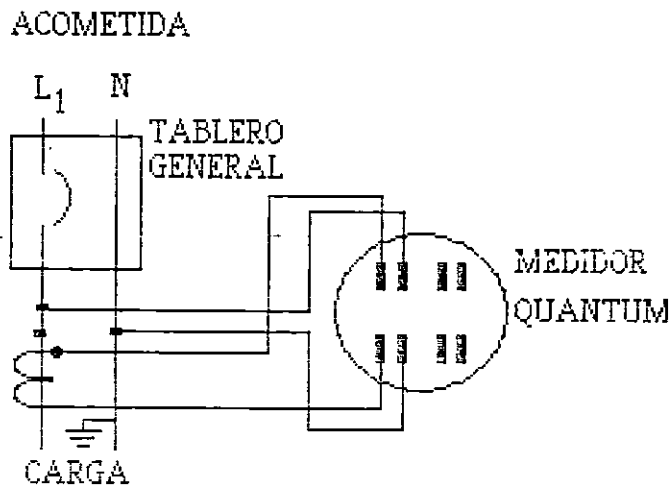 ACOMETIDA
L1 N
TABLERO
GENERAL
MEDIDOR
QUANTUM
CARGA